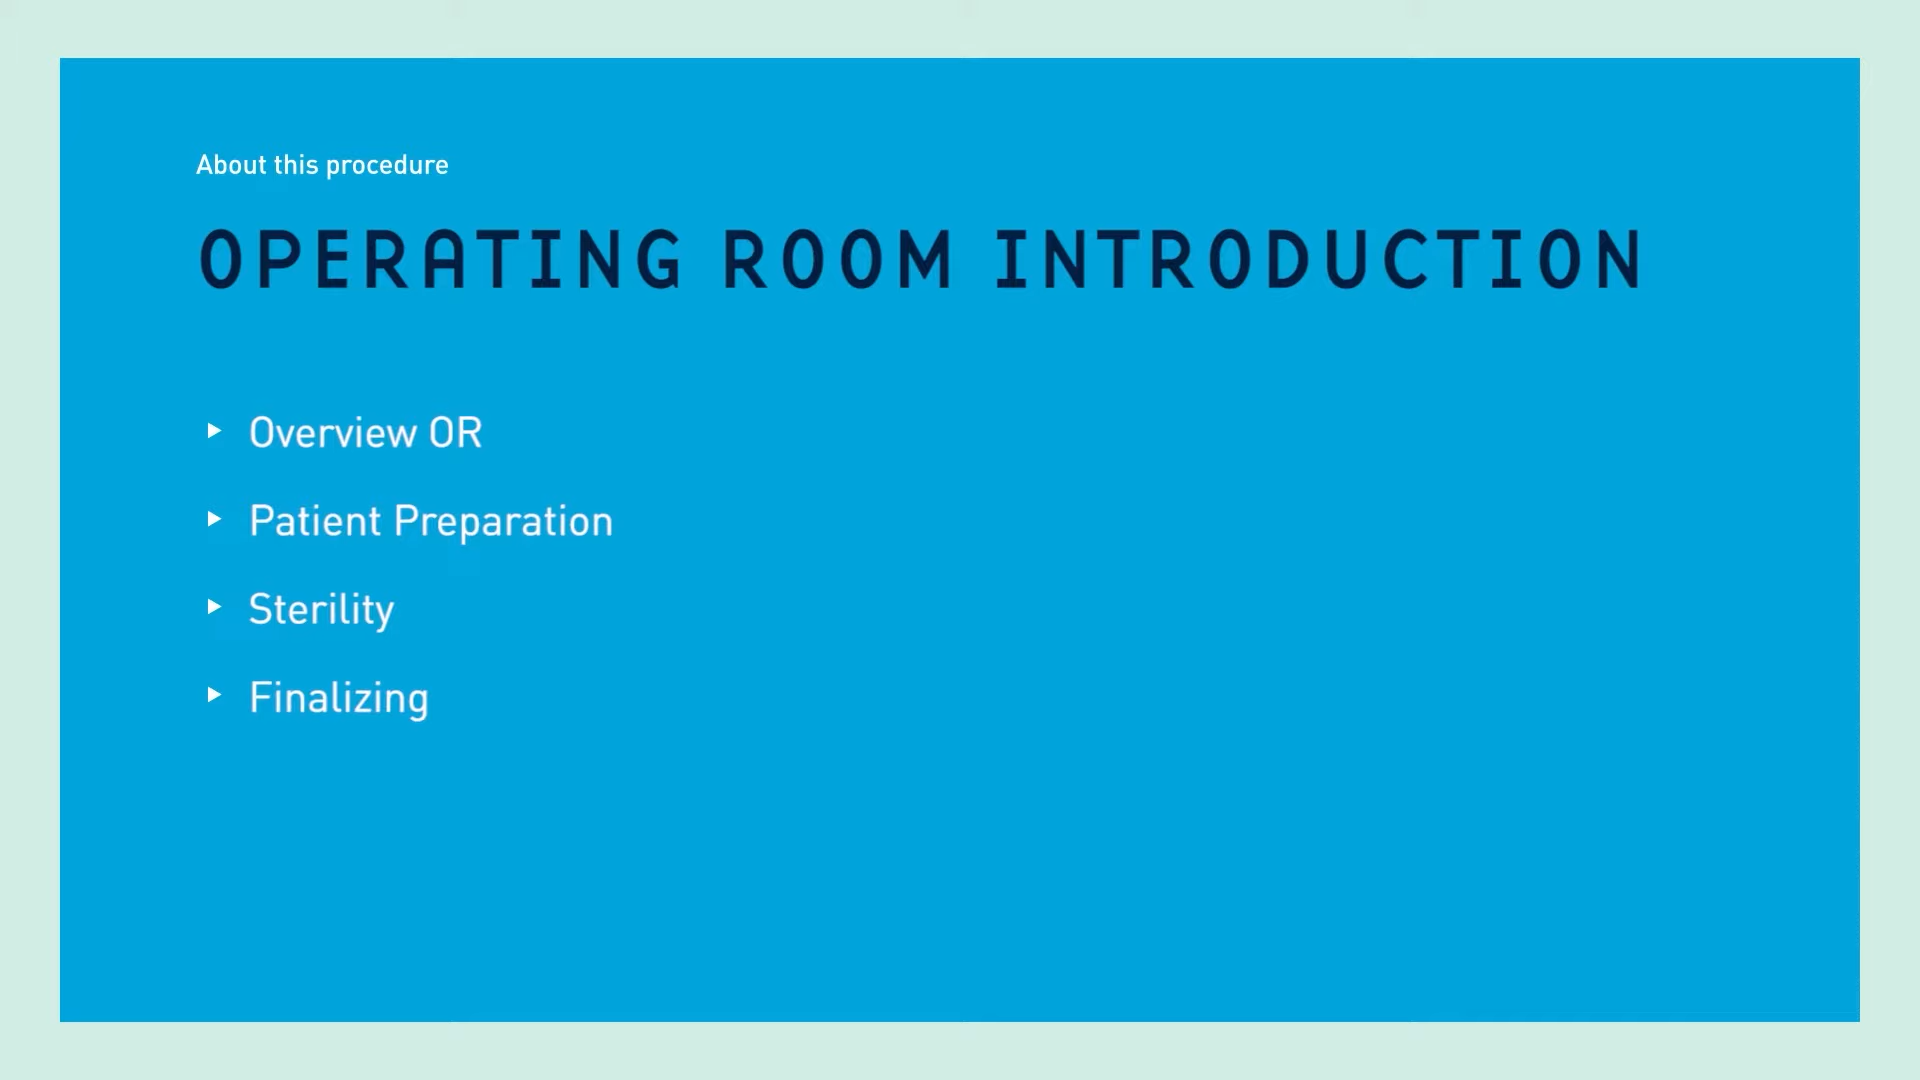 About this procedure
OPERATING ROOM INTRODUCTION
Overview OR
Patient Preparation
Sterility
Finalizing